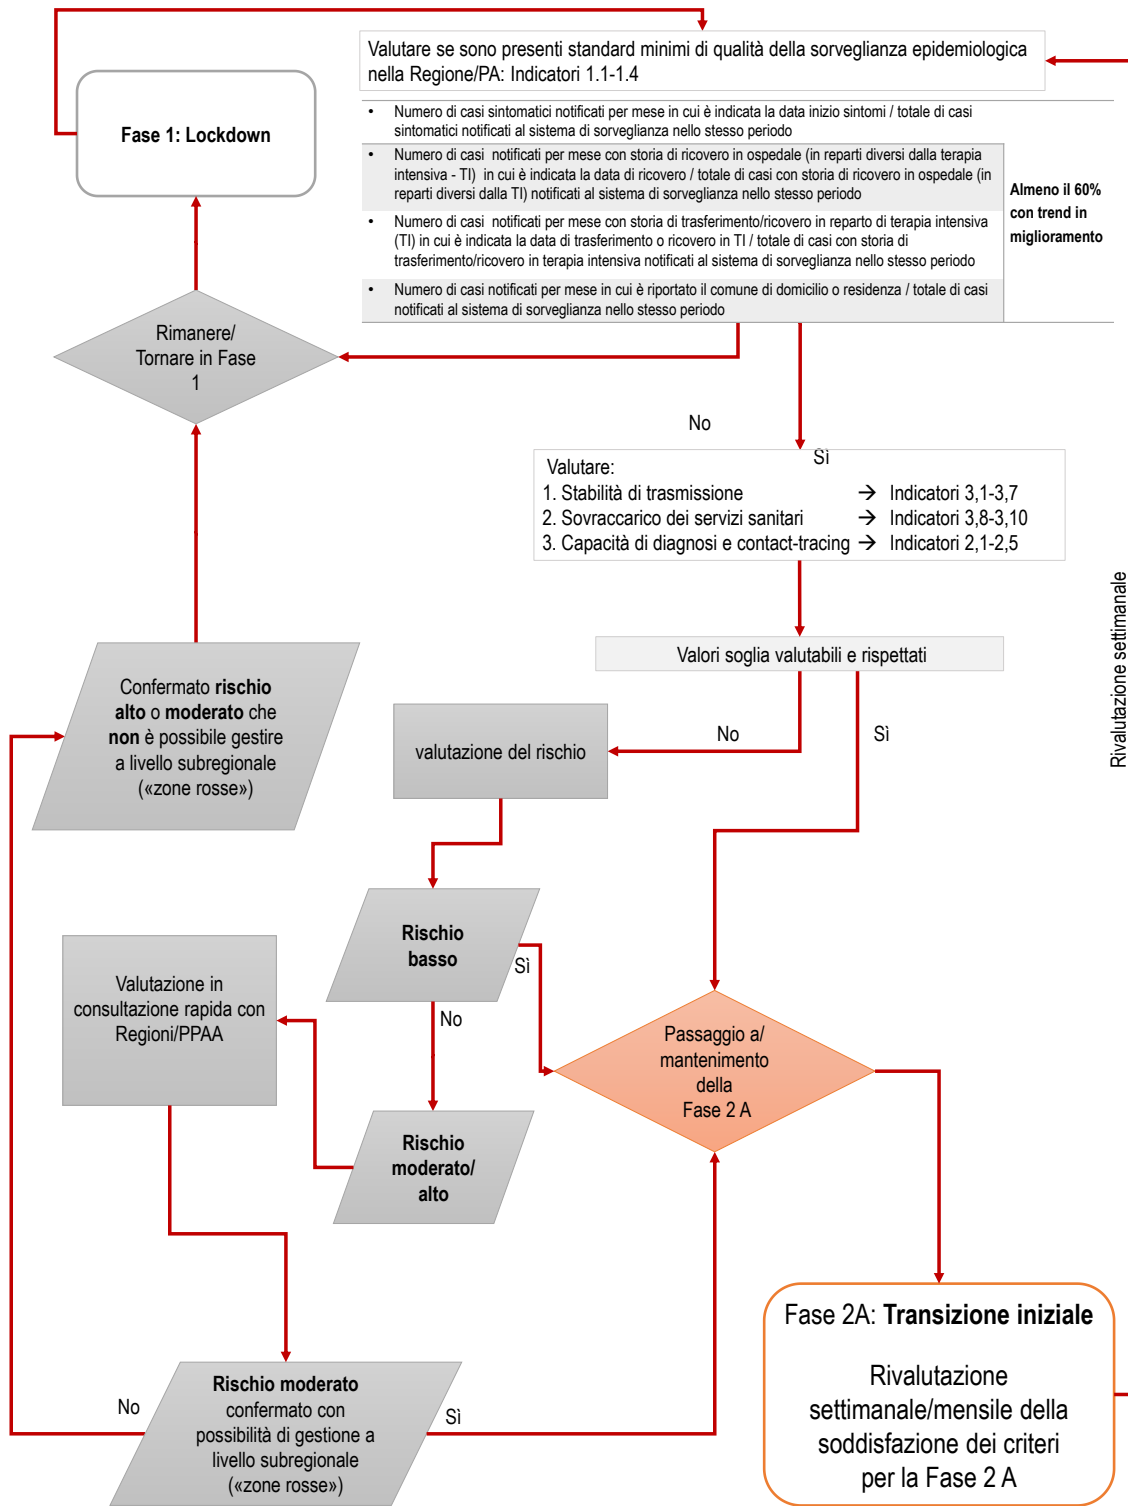 Valutare se sono presenti standard minimi di qualità della sorveglianza epidemiologica
nella Regione/PA: Indicatori 1.1-1.4
Fase 1: Lockdown
• Numero di casi sintomatici notificati per mese in cui è indicata la data inizio sintomi / totale di casi
sintomatici notificati al sistema di sorveglianza nello stesso periodo
• Numero di casi notificati per mese con storia di ricovero in ospedale (in reparti diversi dalla terapia
intensiva - TI) in cui è indicata la data di ricovero / totale di casi con storia di ricovero in ospedale (in
reparti diversi dalla TI) notificati al sistema di sorveglianza nello stesso periodo
• Numero di casi notificati per mese con storia di trasferimento/ricovero in reparto di terapia intensiva
(TI) in cui è indicata la data di trasferimento o ricovero in TI / totale di casi con storia di
trasferimento/ricovero in terapia intensiva notificati al sistema di sorveglianza nello stesso periodo
• Numero di casi notificati per mese in cui è riportato il comune di domicilio o residenza / totale di casi
notificati al sistema di sorveglianza nello stesso periodo
Almeno il 60%
con trend in
miglioramento
Rimanere/
Tornare in Fase
1
No
Sì
Valutare:
1. Stabilità di trasmissione → Indicatori 3,1-3,7
2. Sovraccarico dei servizi sanitari → Indicatori 3,8-3,10
3. Capacità di diagnosi e contact-tracing → Indicatori 2,1-2,5
Rivalutazione settimanale
Valori soglia valutabili e rispettati
No
Sì
Confermato rischio
alto o moderato che
non è possibile gestire
a livello subregionale
(«zone rosse»)
valutazione del rischio
Rischio
basso
Sì
No
Valutazione in
consultazione rapida con
Regioni/PPAA
Passaggio a/
mantenimento
della
Fase 2 A
Rischio
moderato/
alto
Fase 2A: Transizione iniziale
Rivalutazione
settimanale/mensile della
soddisfazione dei criteri
per la Fase 2 A
Rischio moderato
confermato con
possibilità di gestione a
livello subregionale
(«zone rosse»)
No
Sì